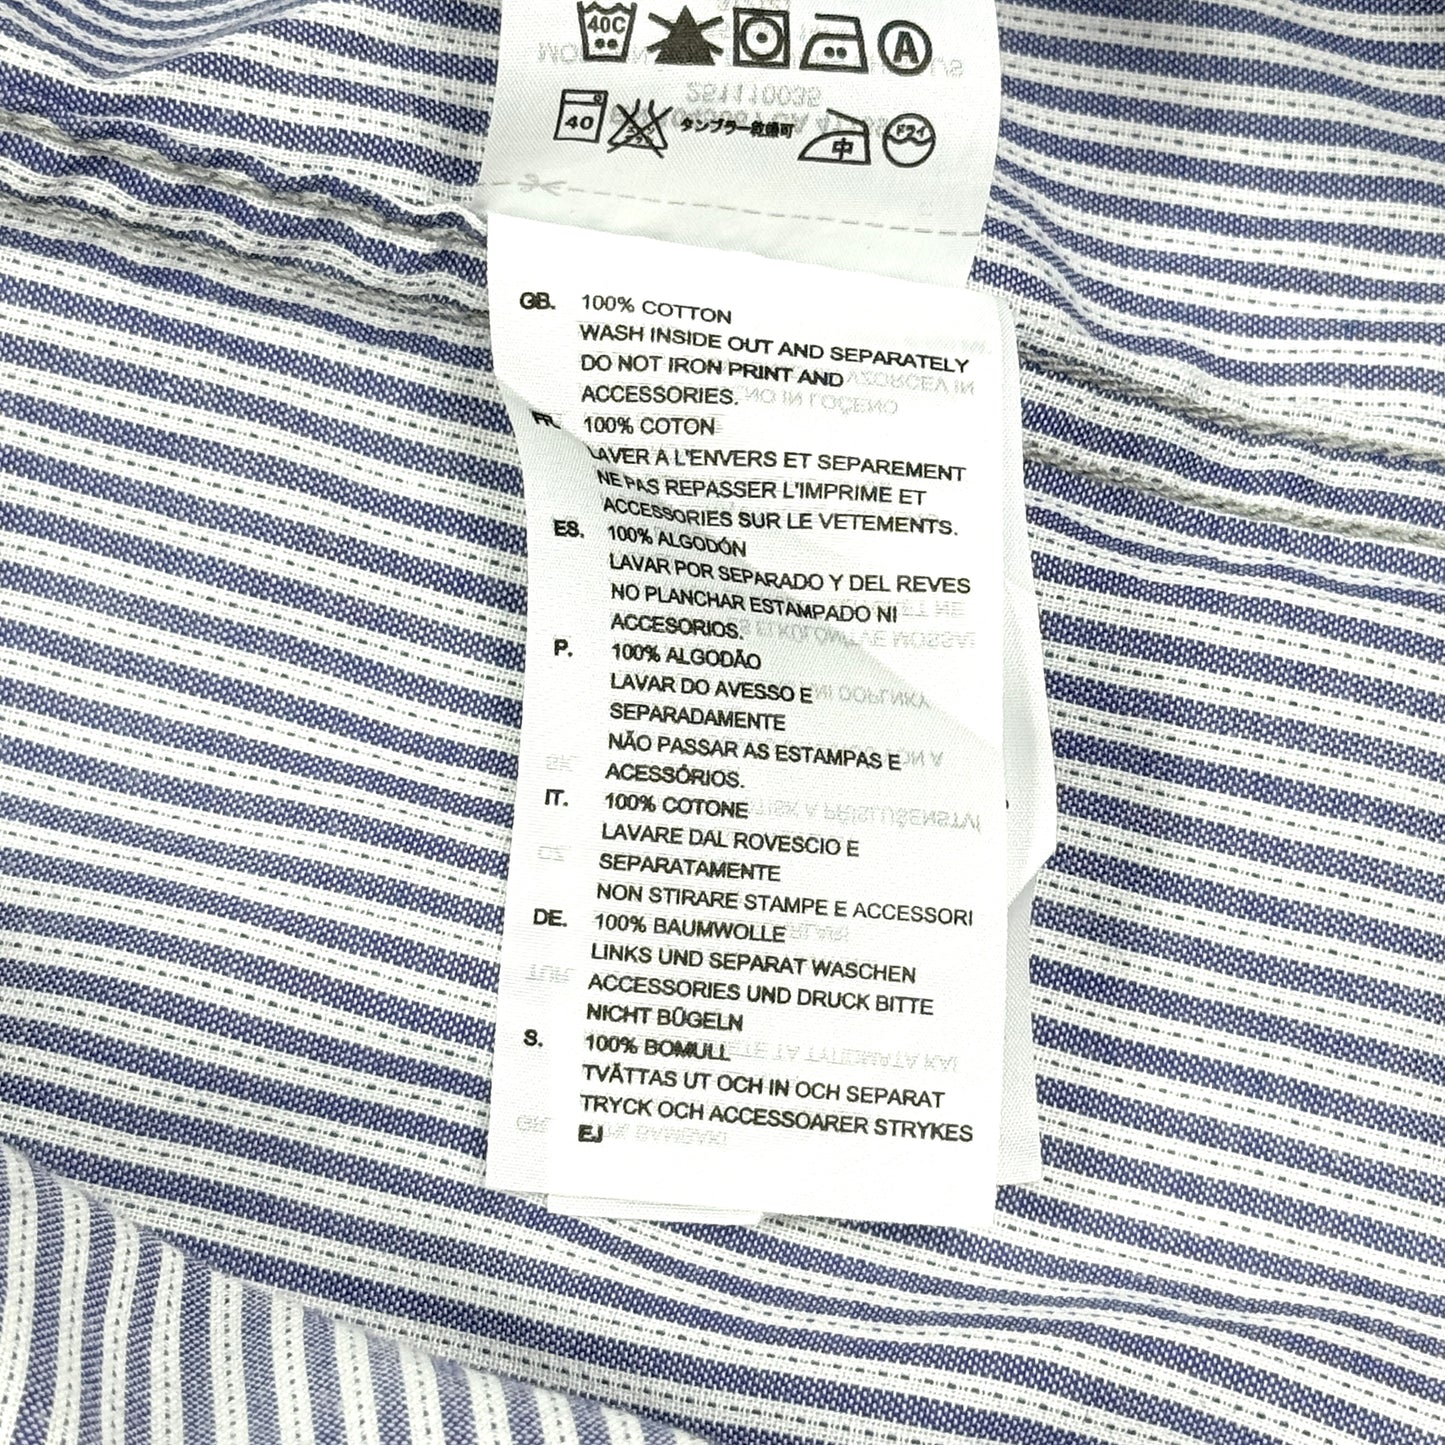 40C
A
40
タンブラー乾燥可
中
ドライ
GB. 100% COTTON
WASH INSIDE OUT AND SEPARATELY
DO NOT IRON PRINT AND
ACCESSORIES.
FR. 100% COTON
LAVER A L'ENVERS ET SEPAREMENT
NE PAS REPASSER L'IMPRIME ET
ACCESSORIES SUR LE VETEMENTS.
ES. 100% ALGODÓN
LAVAR POR SEPARADO Y DEL REVES
NO PLANCHAR ESTAMPADO NI
ACCESORIOS.
P. 100% ALGODÃO
LAVAR DO AVESSO E
SEPARADAMENTE
NÃO PASSAR AS ESTAMPAS E
ACESSÓRIOS.
IT. 100% COTONE
LAVARE DAL ROVESCIO E
SEPARATAMENTE
NON STIRARE STAMPE E ACCESSORI
DE. 100% BAUMWOLLE
LINKS UND SEPARAT WASCHEN
ACCESSORIES UND DRUCK BITTE
NICHT BÜGELN
S. 100% BOMULL
TVÄTTAS UT OCH IN OCH SEPARAT
TRYCK OCH ACCESSOARER STRYKES
EJ